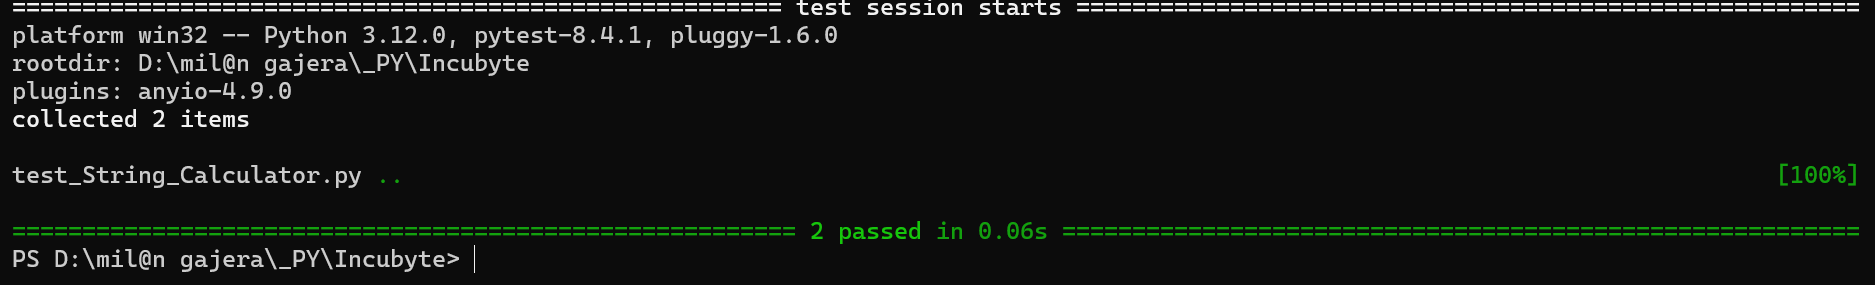 ======================================================= test session starts ========================================================
platform win32 -- Python 3.12.0, pytest-8.4.1, pluggy-1.6.0
rootdir: D:\mil@n gajera\_PY\Incubyte
plugins: anyio-4.9.0
collected 2 items
test_String_Calculator.py .. [100%]
======================================================== 2 passed in 0.06s =========================================================
PS D:\mil@n gajera\_PY\Incubyte>